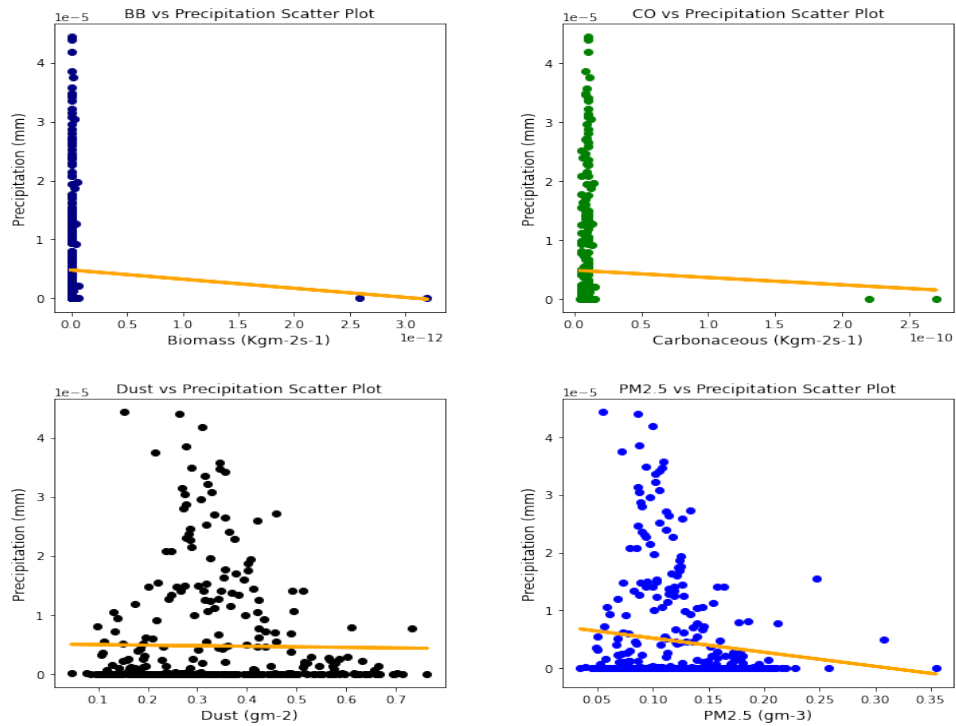 BB vs Precipitation Scatter Plot
1e−5
Precipitation (mm)
4
3
2
1
0
0.0 0.5 1.0 1.5 2.0 2.5 3.0
1e−12
Biomass (Kgm-2s-1)
CO vs Precipitation Scatter Plot
1e−5
Precipitation (mm)
4
3
2
1
0
0.0 0.5 1.0 1.5 2.0 2.5
1e−10
Carbonaceous (Kgm-2s-1)
Dust vs Precipitation Scatter Plot
1e−5
Precipitation (mm)
4
3
2
1
0
0.1 0.2 0.3 0.4 0.5 0.6 0.7
Dust (gm-2)
PM2.5 vs Precipitation Scatter Plot
1e−5
Precipitation (mm)
4
3
2
1
0
0.05 0.10 0.15 0.20 0.25 0.30 0.35
PM2.5 (gm-3)